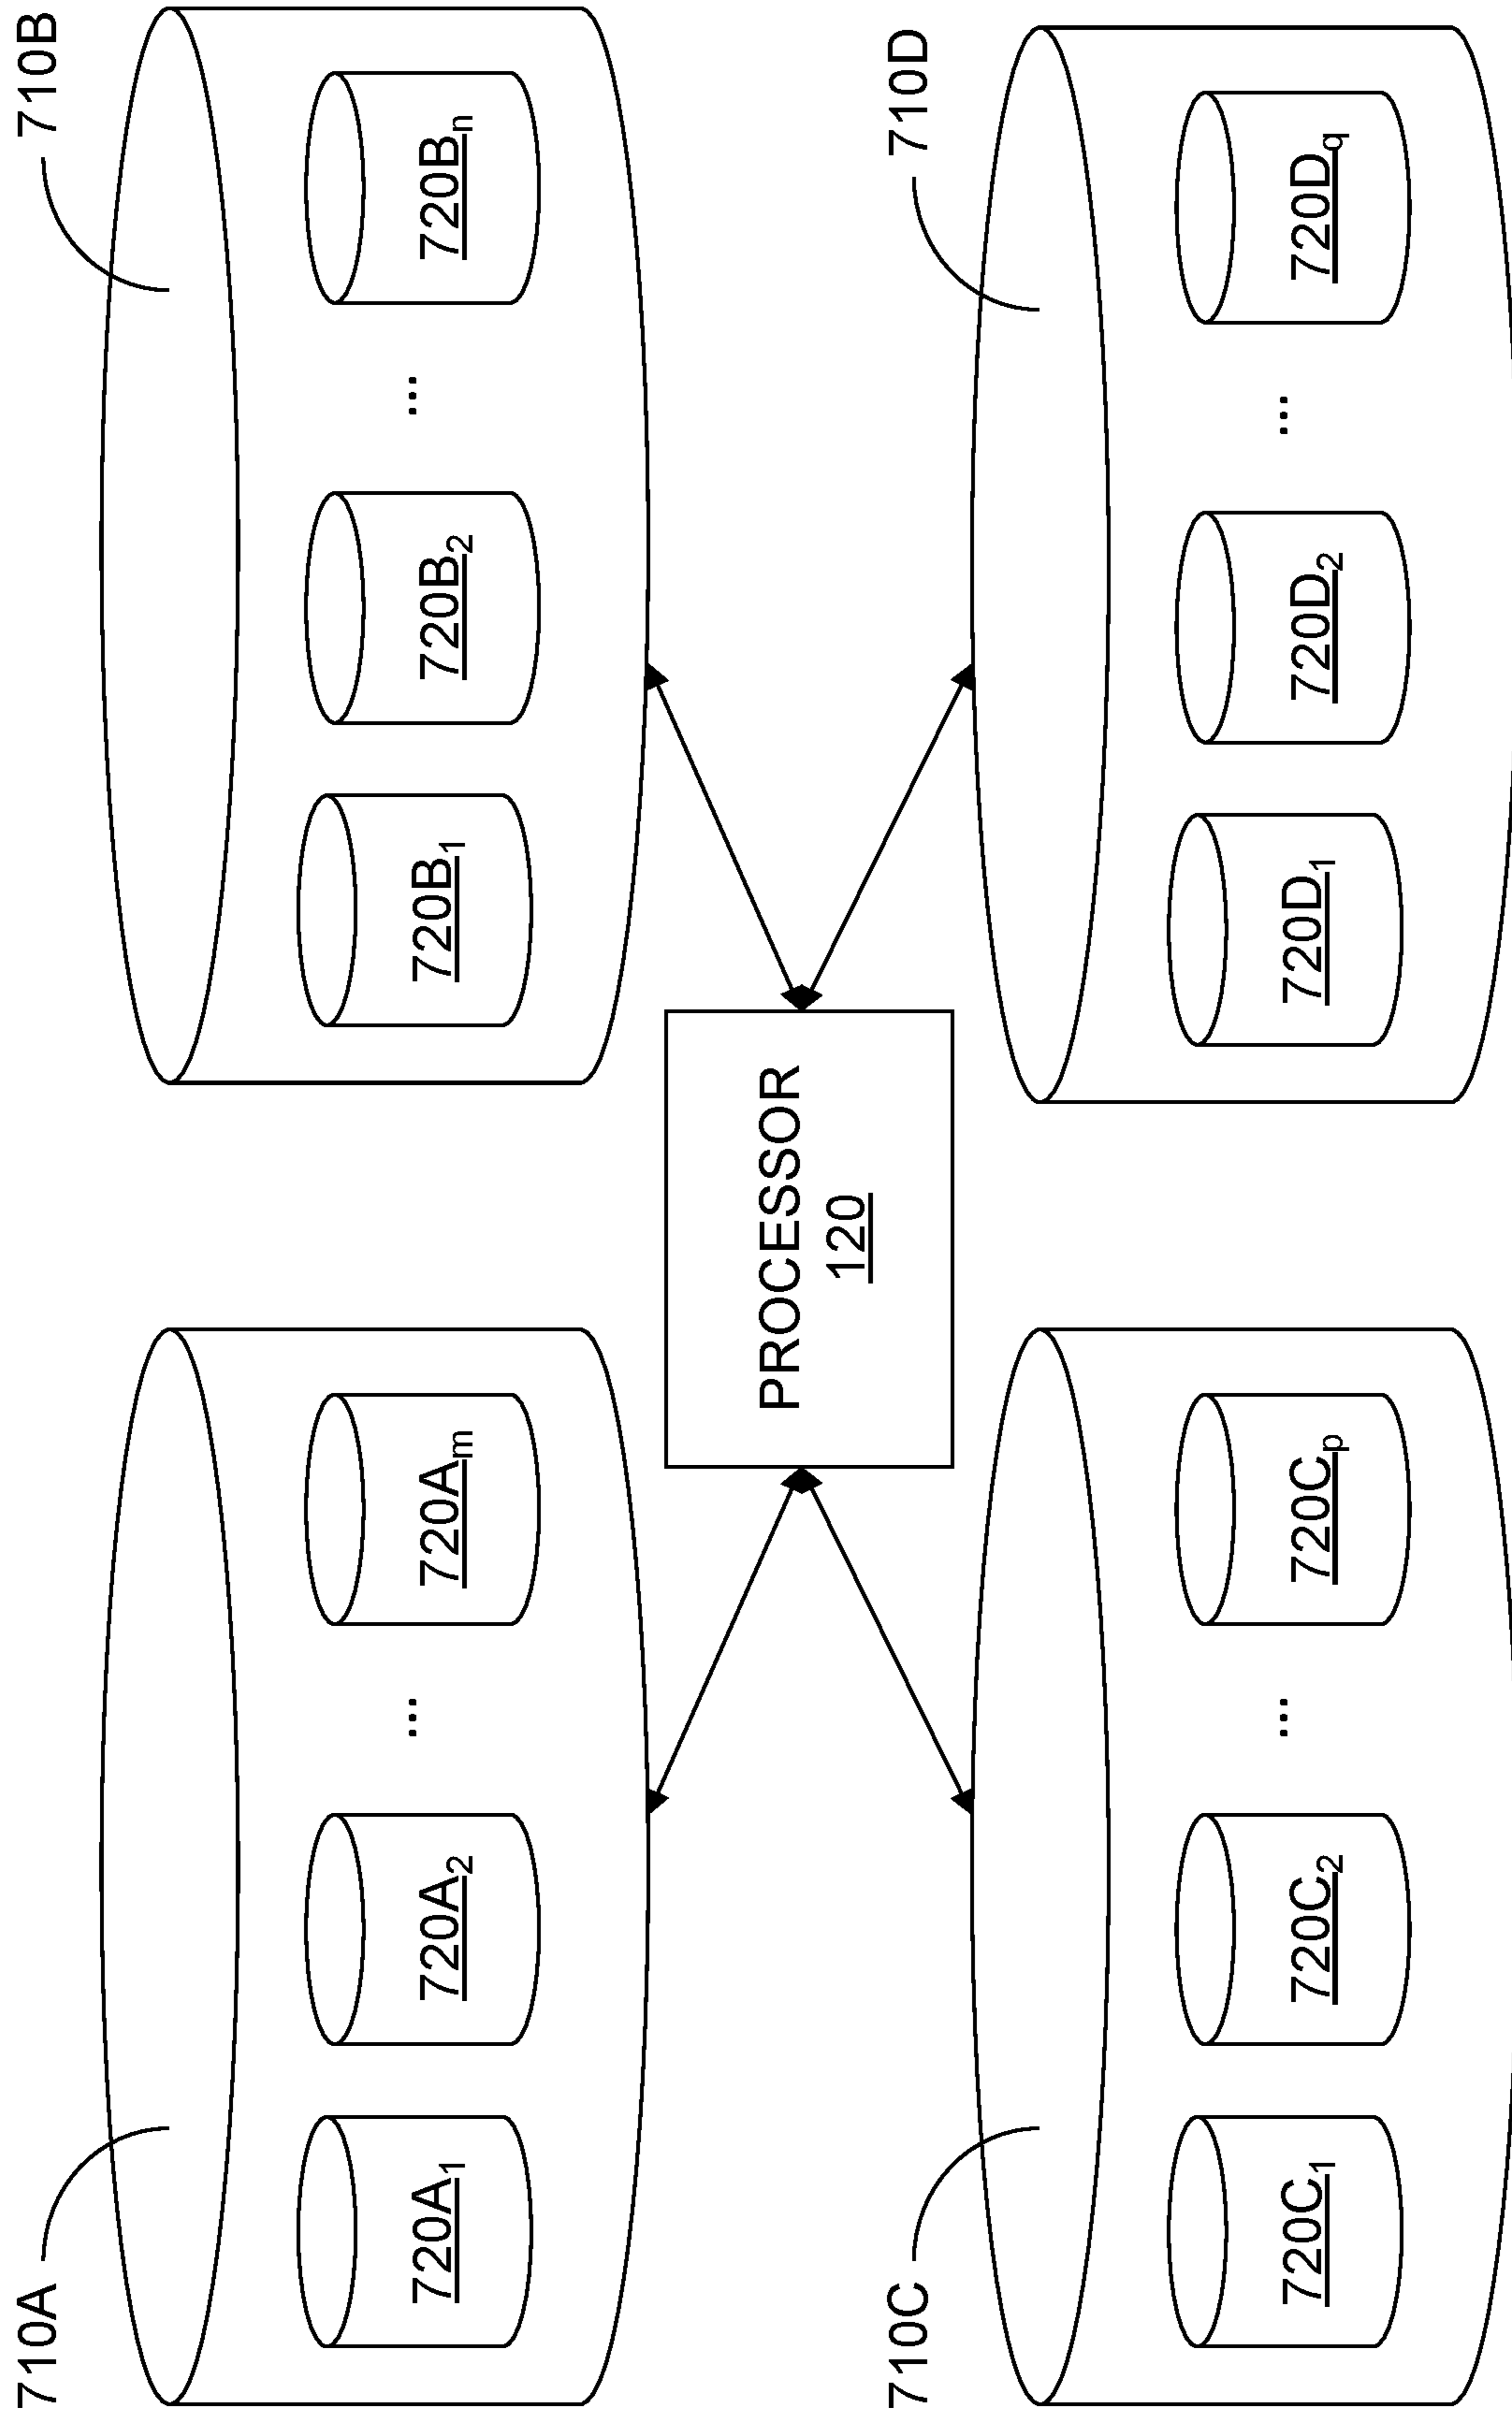 710A
710B
720A1
720A2
...
720Am
720B1
720B2
...
720Bn
PROCESSOR
120
710C
710D
720C1
720C2
...
720Cp
720D1
720D2
...
720Dq